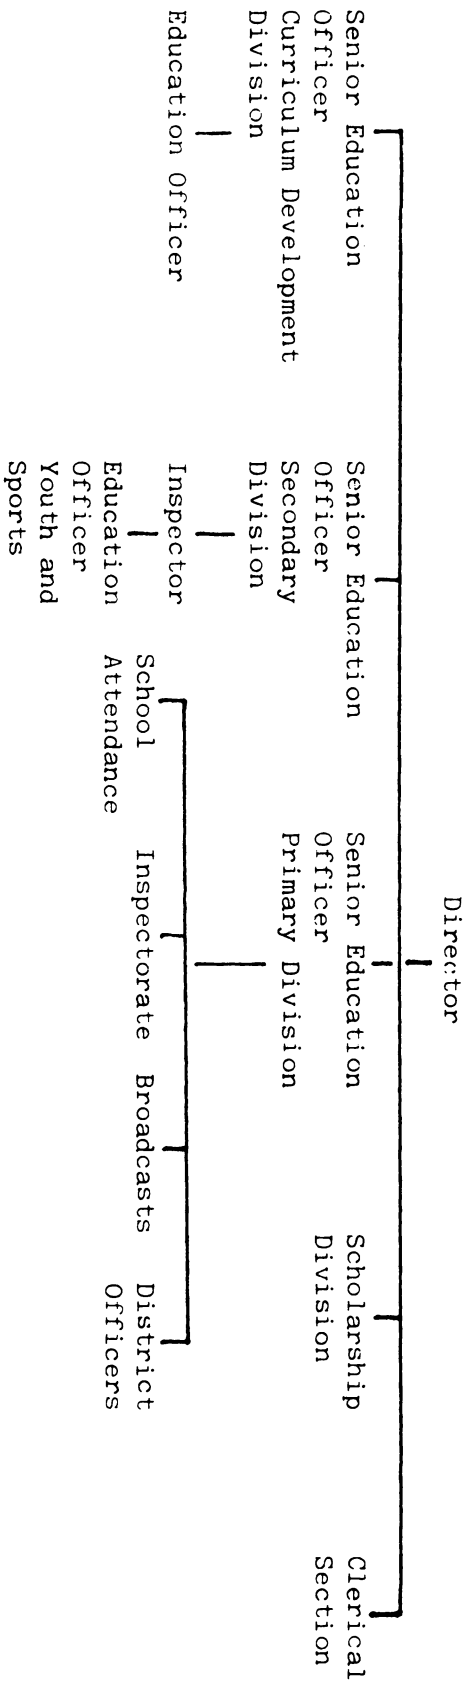 Director
Senior Education
Officer
Curriculum Development
Division
Education Officer
Senior Education
Officer
Secondary
Division
Inspector
Education
Officer
Youth and
Sports
Senior Education
Officer
Primary Division
School
Attendance
Inspectorate
Broadcasts
District
Officers
Scholarship
Division
Clerical
Section